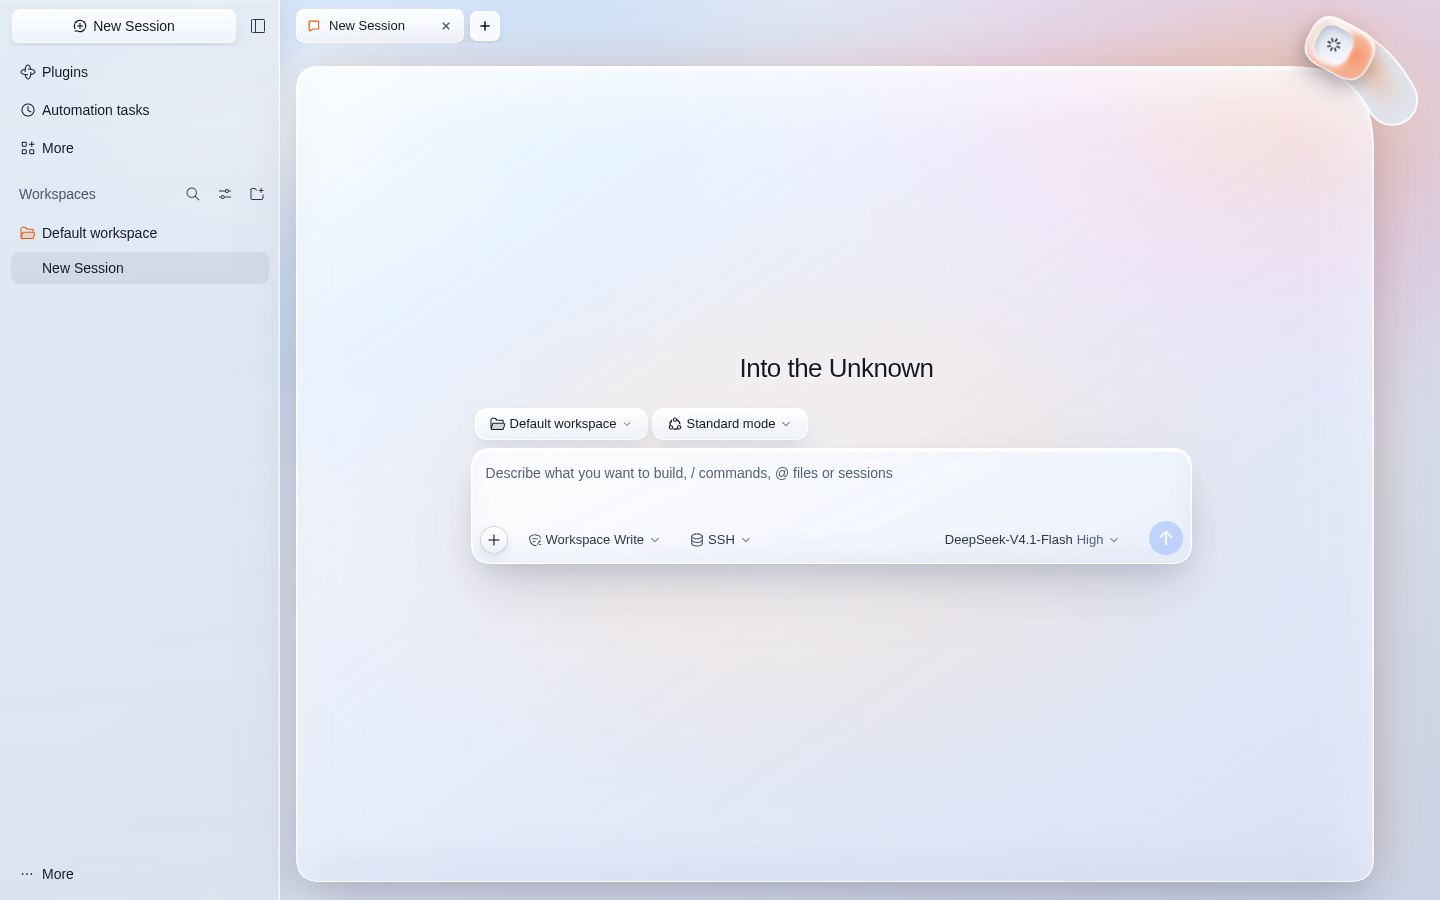 New Session
Plugins
Automation tasks
More
Workspaces
Default workspace
New Session
More
New Session
Into the Unknown
Default workspace
Standard mode
Describe what you want to build, / commands, @ files or sessions
Workspace Write
SSH
DeepSeek-V4.1-Flash High